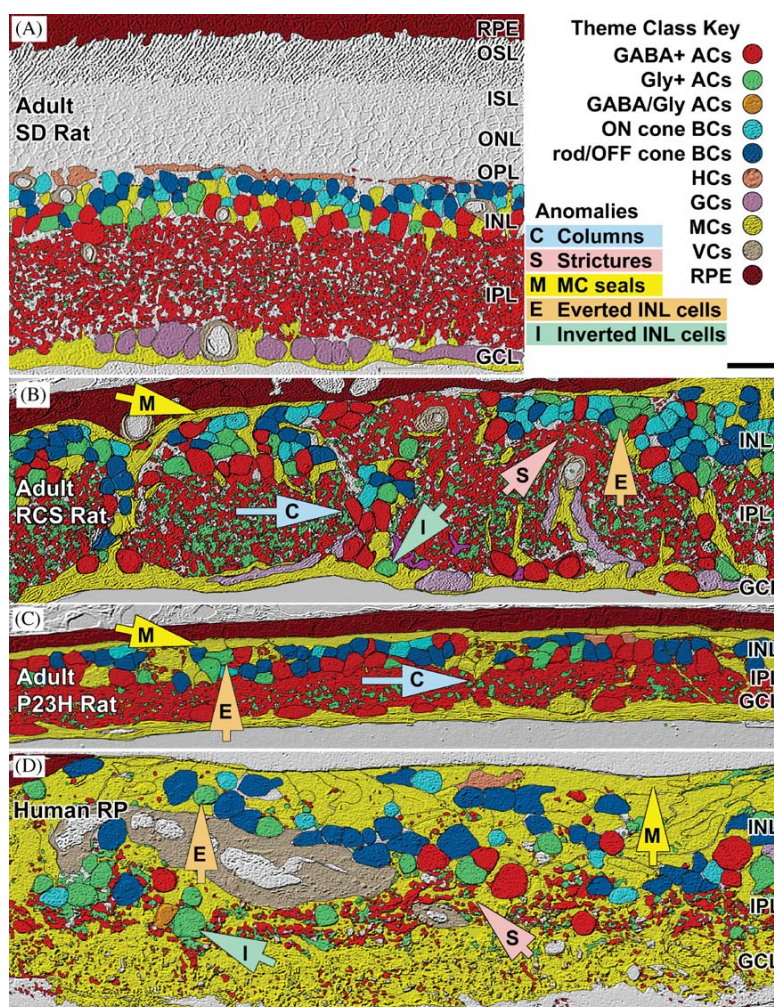 (A)
RPE
OSL
Adult
SD Rat
ISL
ONL
OPL
INL
IPL
GCL
Theme Class Key
GABA+ ACs
Gly+ ACs
GABA/Gly ACs
ON cone BCs
rod/OFF cone BCs
HCs
GCs
MCs
VCs
RPE
Anomalies
C Columns
S Strictures
M MC seals
E Everted INL cells
I Inverted INL cells
(B)
M
INL
Adult
RCS Rat
S
E
C
I
IPL
GCL
(C)
M
INL
Adult
P23H Rat
E
C
IPL
GCL
(D)
Human RP
E
M
INL
IPL
I
S
GCL